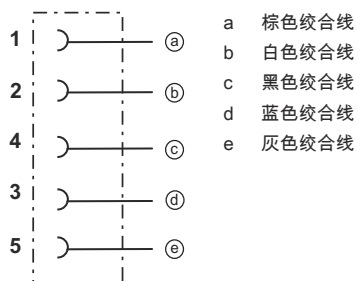 1 ⓐ
2 ⓑ
4 ⓒ
3 ⓓ
5 ⓔ
a 棕色绞合线
b 白色绞合线
c 黑色绞合线
d 蓝色绞合线
e 灰色绞合线